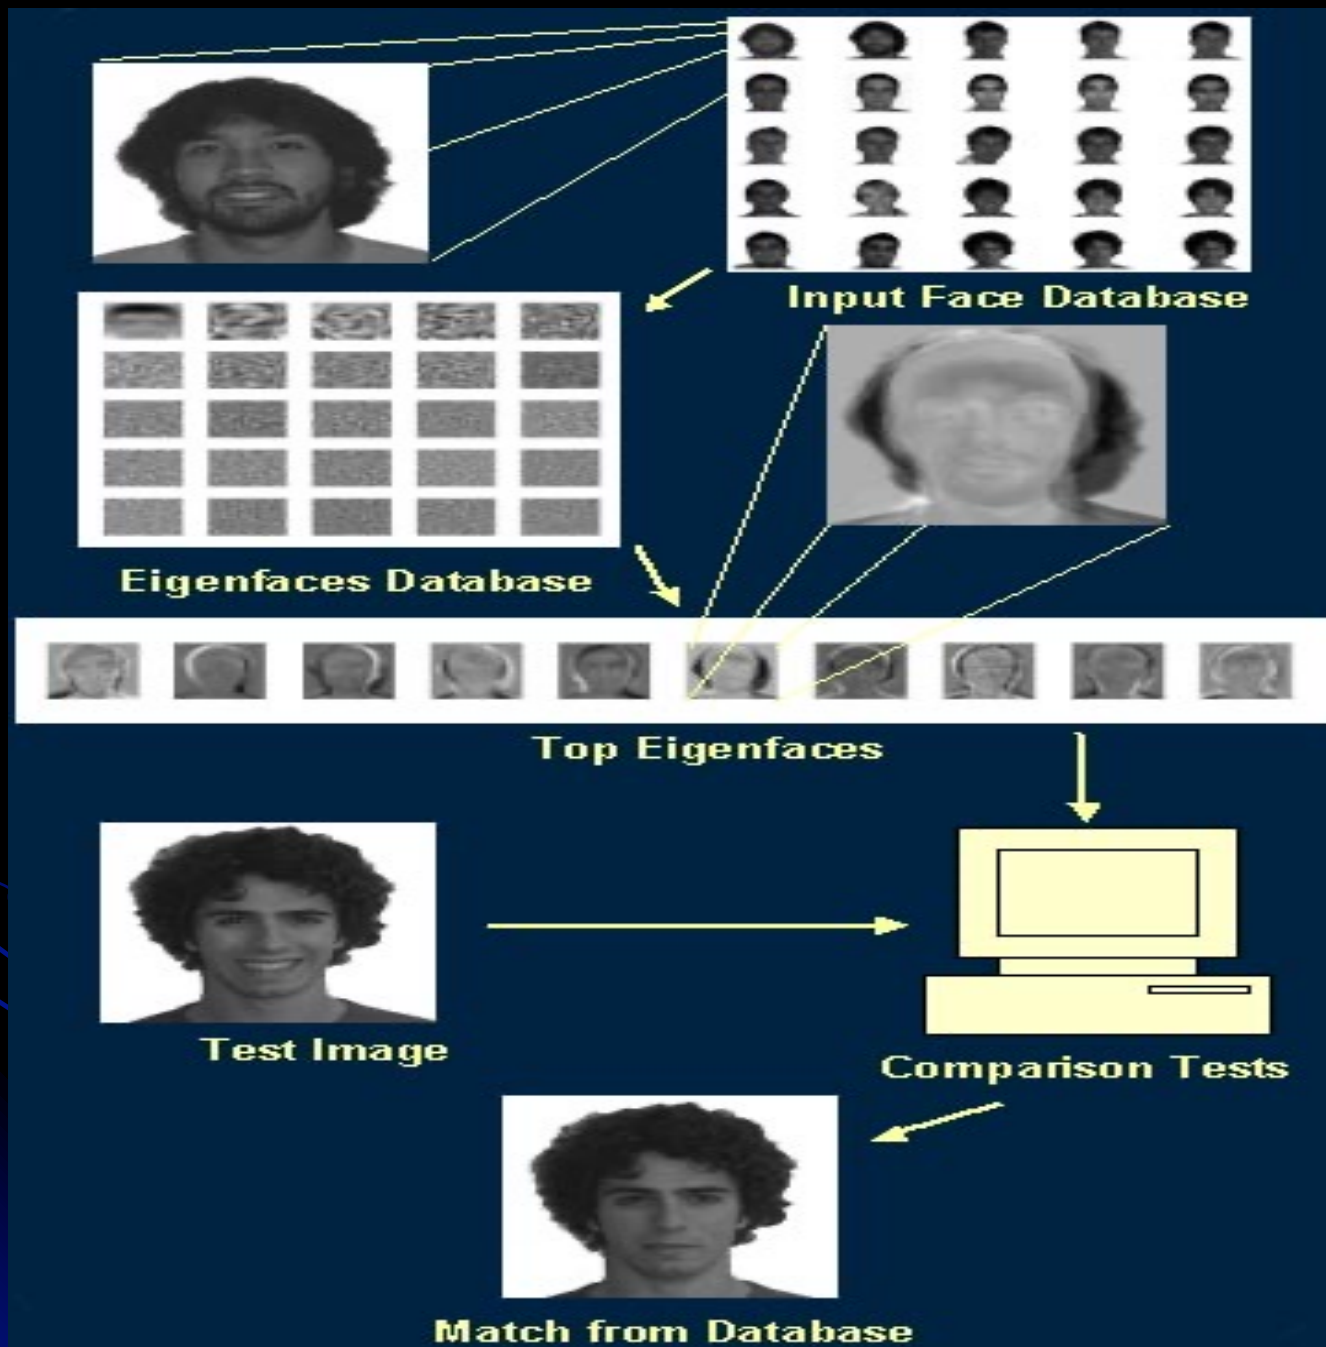 Input Face Database
Eigenfaces Database
Top Eigenfaces
Test Image
Comparison Tests
Match from Database